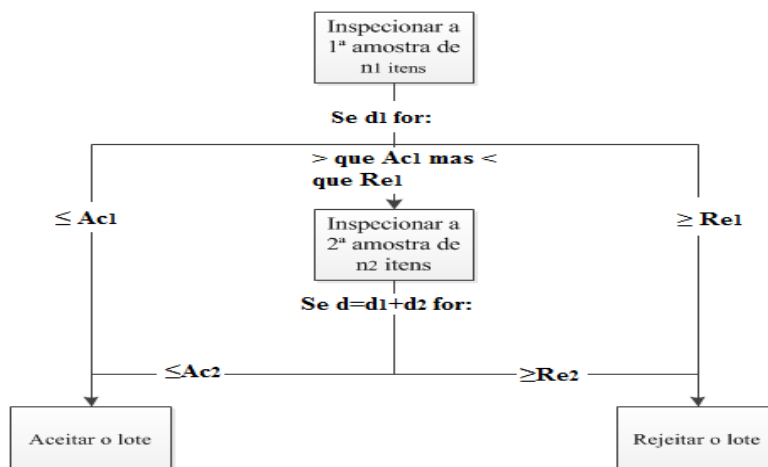 Inspecionar a
1ª amostra de
n1 itens
Se d1 for:
> que Ac1 mas <
que Re1
≤ Ac1
≥ Re1
Inspecionar a
2ª amostra de
n2 itens
Se d=d1+d2 for:
≤Ac2
≥Re2
Aceitar o lote
Rejeitar o lote